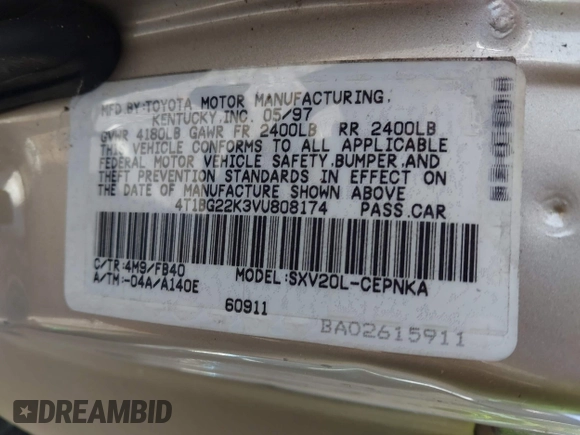 MFD BY:TOYOTA MOTOR MANUFACTURING,
KENTUCKY, INC. 05/97
GVWR 4180LB GAWR FR 2400LB RR 2400LB
THIS VEHICLE CONFORMS TO ALL APPLICABLE
FEDERAL MOTOR VEHICLE SAFETY,BUMPER,AND
THEFT PREVENTION STANDARDS IN EFFECT ON
THE DATE OF MANUFACTURE SHOWN ABOVE
4T1BG22K3VU808174 PASS.CAR
C/TR:4M9/FB40 MODEL:SXV20L-CEPNKA
A/TM:-04A/A140E
60911
BA02615911
DREAMBID